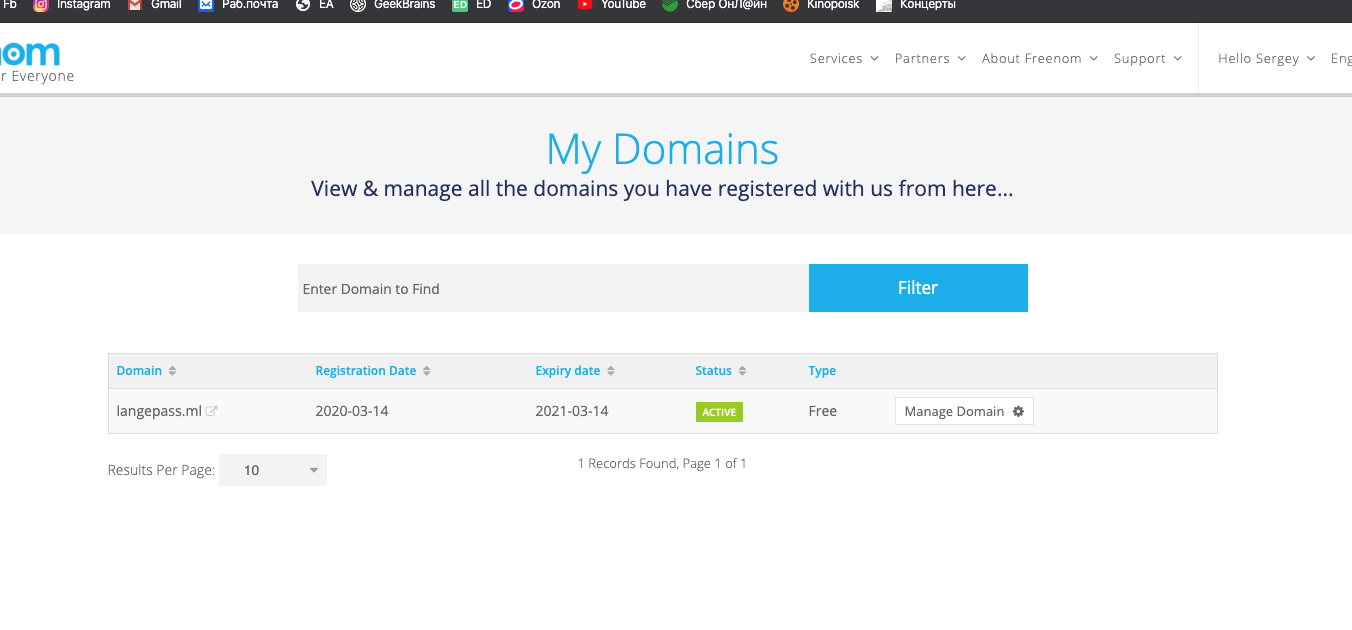 Fb Instagram Gmail Раб.почта EA GeekBrains ED ED Ozon YouTube Сбер ОнЛ@йн Kinopoisk Концерты
nom
r Everyone
Services Partners About Freenom Support Hello Sergey Eng
My Domains
View & manage all the domains you have registered with us from here...
Enter Domain to Find Filter
Domain Registration Date Expiry date Status Type
langepass.ml 2020-03-14 2021-03-14 ACTIVE Free Manage Domain
Results Per Page: 10 1 Records Found, Page 1 of 1